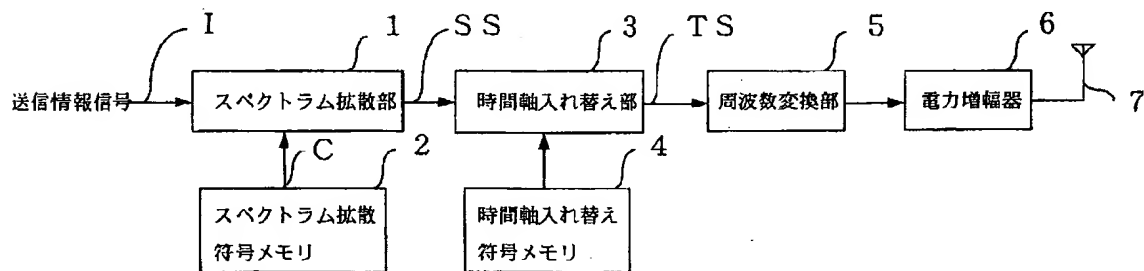 I
1
SS
3
TS
5
6
送信情報信号
スペクトラム拡散部
時間軸入れ替え部
周波数変換部
電力増幅器
7
C
2
4
スペクトラム拡散
符号メモリ
時間軸入れ替え
符号メモリ